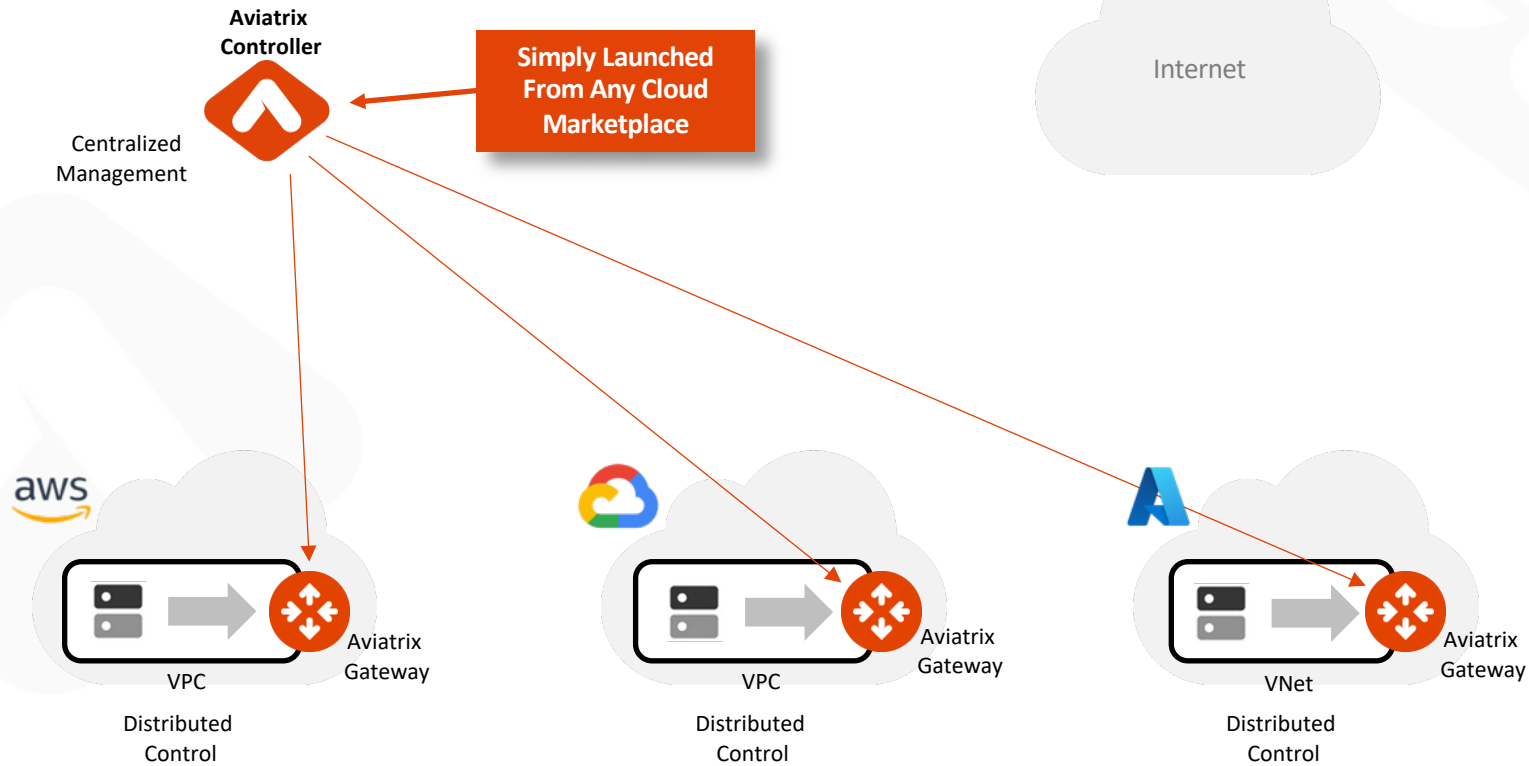 Aviatrix
Controller
Simply Launched
From Any Cloud
Marketplace
Internet
Centralized
Management
aws
Aviatrix
Gateway
VPC
Distributed
Control
Aviatrix
Gateway
VPC
Distributed
Control
Aviatrix
Gateway
VNet
Distributed
Control